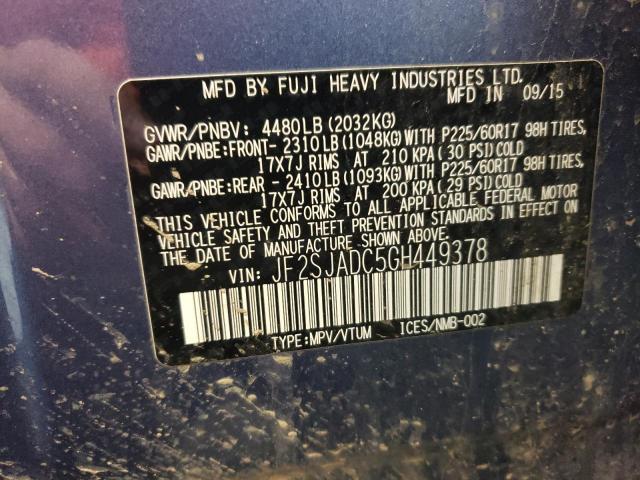 MFD BY FUJI HEAVY INDUSTRIES LTD.
MFD IN 09/15
GVWR/PNBV: 4480LB (2032KG)
GAWR/PNBE:FRONT- 2310LB (1048KG) WITH P225/60R17 98H TIRES,
17X7J RIMS AT 210 KPA ( 30 PSI) COLD
GAWR/PNBE:REAR - 2410LB (1093KG) WITH P225/60R17 98H TIRES,
17X7J RIMS AT 200 KPA ( 29 PSI) COLD
THIS VEHICLE CONFORMS TO ALL APPLICABLE FEDERAL MOTOR
VEHICLE SAFETY AND THEFT PREVENTION STANDARDS IN EFFECT ON
THE DATE OF MANUFACTURE SHOWN ABOVE.
VIN: JF2SJADC5GH449378
TYPE:MPV/VTUM ICES/NMB-002